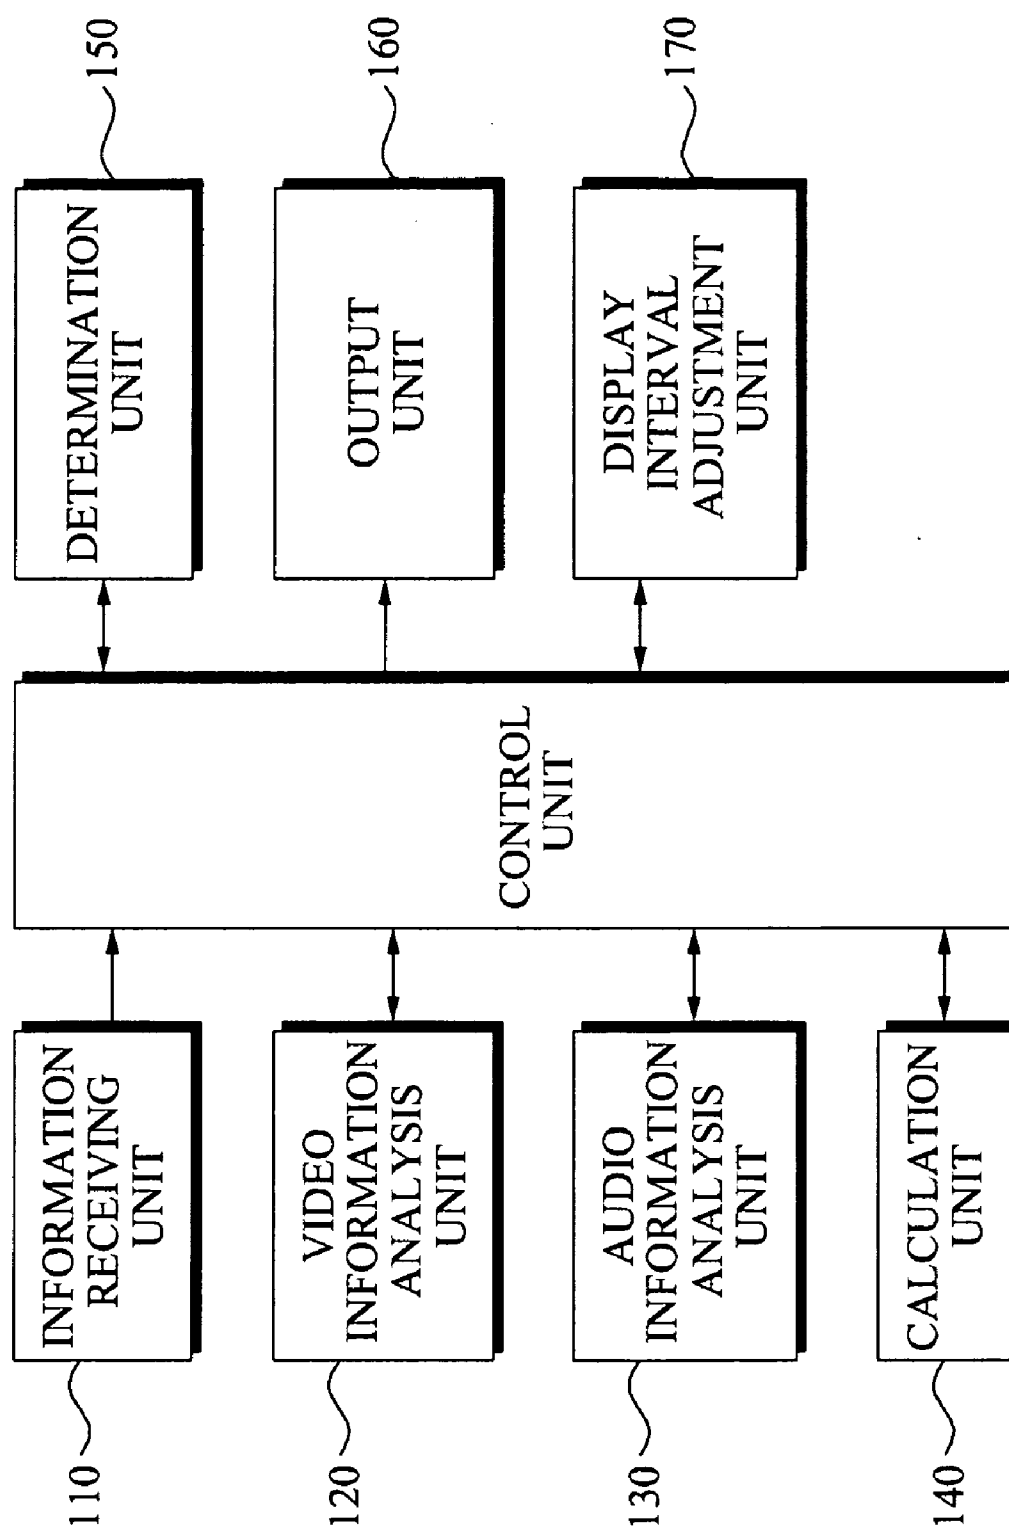 110
INFORMATION
RECEIVING
UNIT
120
VIDEO
INFORMATION
ANALYSIS
UNIT
130
AUDIO
INFORMATION
ANALYSIS
UNIT
140
CALCULATION
UNIT
CONTROL
UNIT
DETERMINATION
UNIT
150
OUTPUT
UNIT
160
DISPLAY
INTERVAL
ADJUSTMENT
UNIT
170